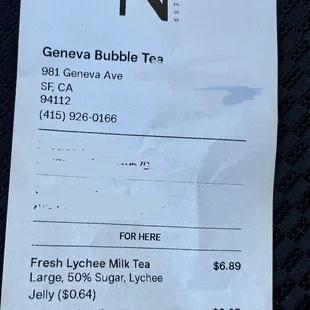 N
Geneva Bubble Tea
981 Geneva Ave
SF, CA
94112
(415) 926-0166
FOR HERE
Fresh Lychee Milk Tea $6.89
Large, 50% Sugar, Lychee
Jelly ($0.64)